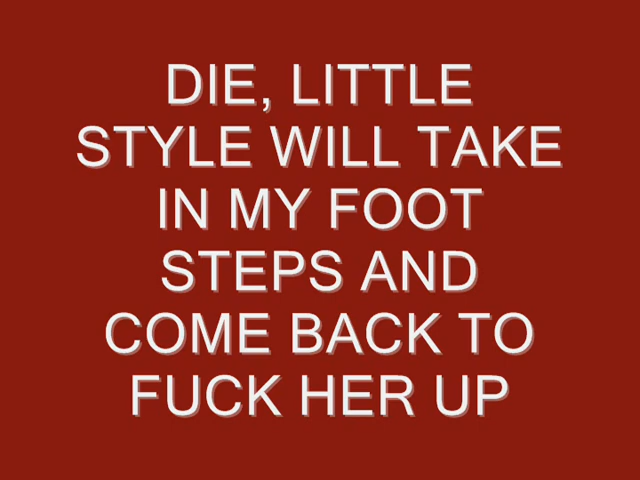 DIE, LITTLE
STYLE WILL TAKE
IN MY FOOT
STEPS AND
COME BACK TO
FUCK HER UP